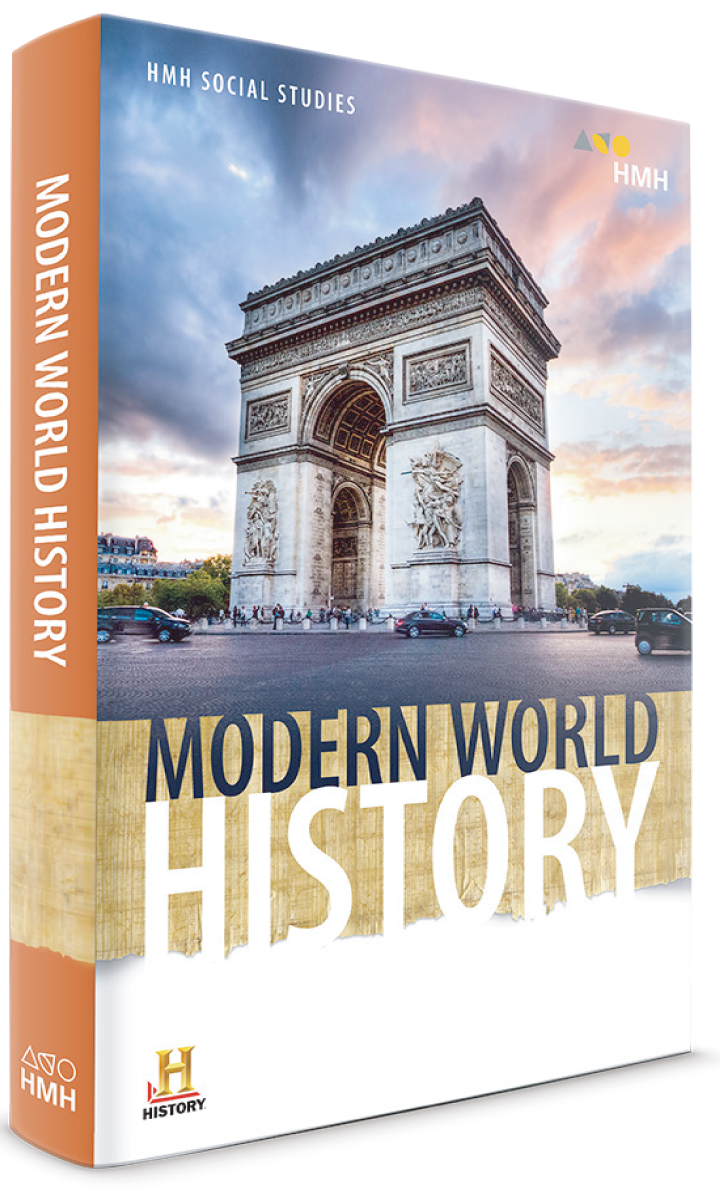 HMH SOCIAL STUDIES
HMH
MODERN WORLD HISTORY
MODERN WORLD
HISTORY
H
HISTORY
HMH